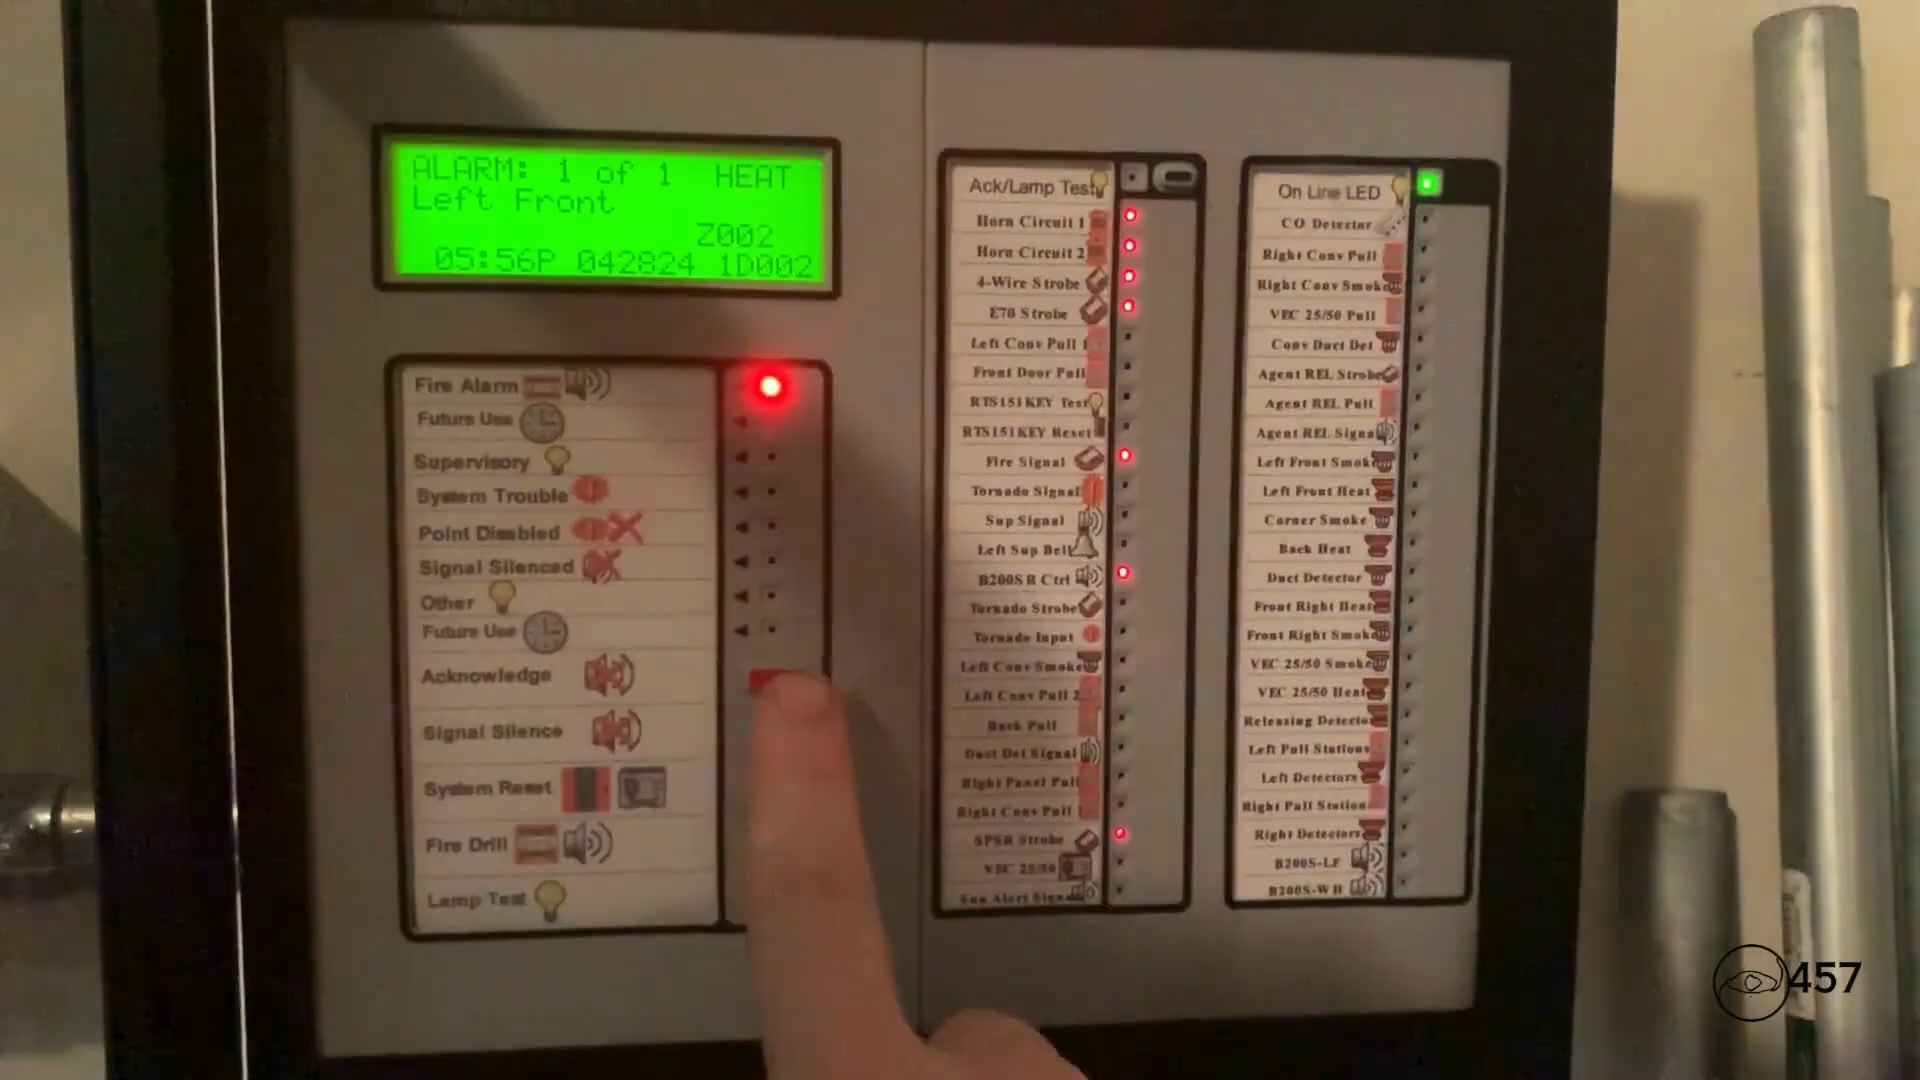 ALARM: 1 of 1 HEAT
Left Front
Z002
05:56P 042824 1D002
Fire Alarm
Future Use
Supervisory
System Trouble
Point Disabled
Signal Silenced
Other
Future Use
Acknowledge
Signal Silence
System Reset
Fire Drill
Lamp Test
Ack/Lamp Test
Horn Circuit 1
Horn Circuit 2
4-Wire Strobe
E70 Strobe
Left Conv Pull 1
Front Door Pull
RTS151KEY Test
RTS151KEY Reset
Fire Signal
Tornado Signal
Sup Signal
Left Sup Bell
B200SR Ctrl
Tornado Strobe
Tornado Input
Left Conv Smoke
Left Conv Pull 2
Back Pull
Duct Det Signal
Right Panel Pull
Right Conv Pull 1
SPSR Strobe
VEC 25/50
Sup Alert Signal
On Line LED
CO Detector
Right Conv Pull
Right Conv Smoke
VEC 25/50 Pull
Conv Duct Det
Agent REL Strobe
Agent REL Pull
Agent REL Signal
Left Front Smoke
Left Front Heat
Corner Smoke
Back Heat
Duct Detector
Front Right Heat
Front Right Smoke
VEC 25/50 Smoke
VEC 25/50 Heat
Releasing Detector
Left Pull Stations
Left Detectors
Right Pull Station
Right Detectors
B200S-LF
B200S-WH
457